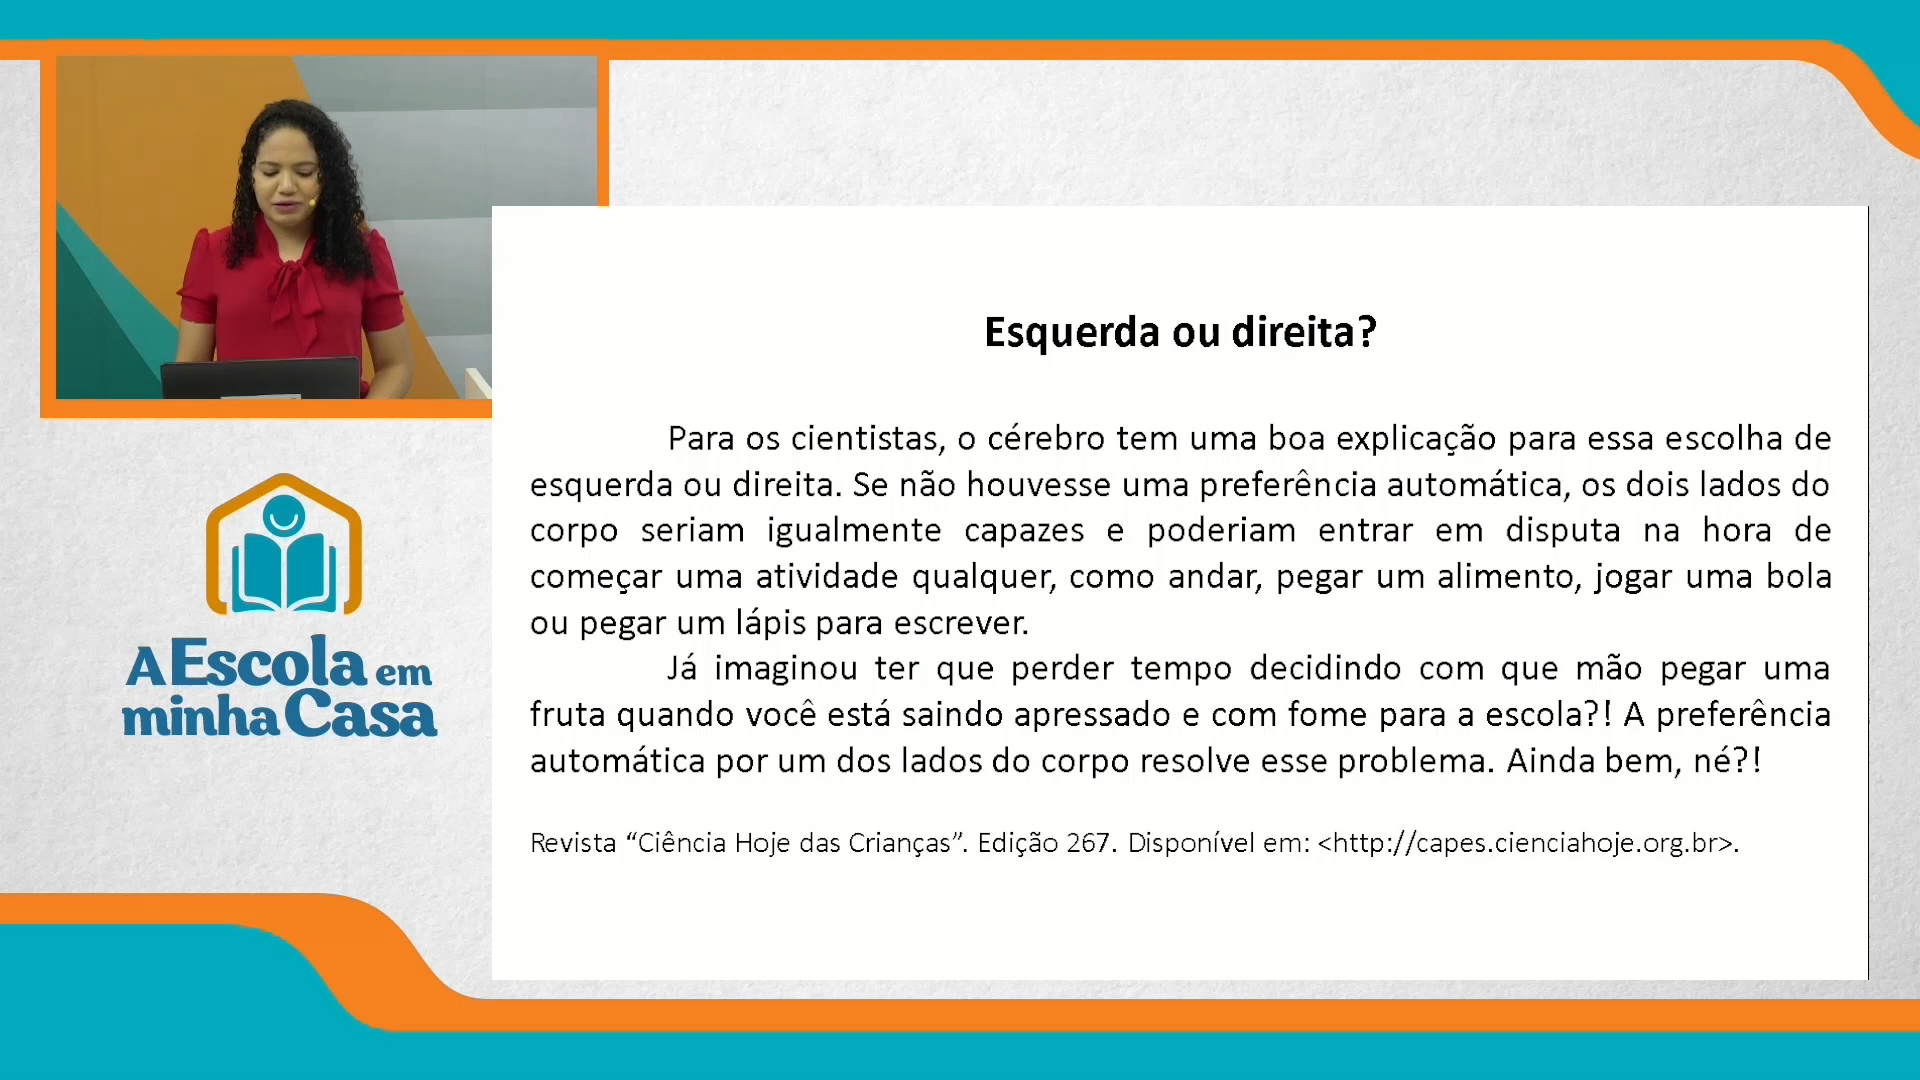 Esquerda ou direita?
Para os cientistas, o cérebro tem uma boa explicação para essa escolha de
esquerda ou direita. Se não houvesse uma preferência automática, os dois lados do
corpo seriam igualmente capazes e poderiam entrar em disputa na hora de
começar uma atividade qualquer, como andar, pegar um alimento, jogar uma bola
ou pegar um lápis para escrever.
Já imaginou ter que perder tempo decidindo com que mão pegar uma
fruta quando você está saindo apressado e com fome para a escola?! A preferência
automática por um dos lados do corpo resolve esse problema. Ainda bem, né?!
Revista “Ciência Hoje das Crianças”. Edição 267. Disponível em: <http://capes.cienciahoje.org.br>.
A Escola em
minha Casa